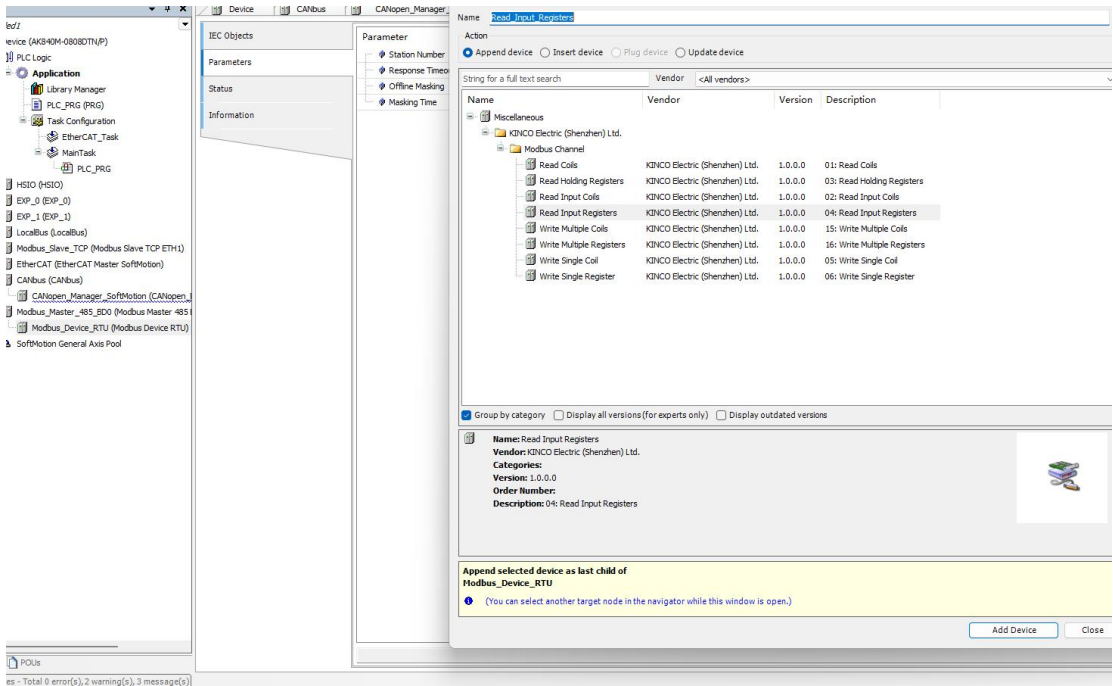 Device
CANbus
CANopen_Manager_
evice (AK840M-0808DTN/P)
PLC Logic
Application
Library Manager
PLC_PRG (PRG)
Task Configuration
EtherCAT_Task
MainTask
PLC_PRG
HSIO (HSIO)
EXP_0 (EXP_0)
EXP_1 (EXP_1)
LocalBus (LocalBus)
Modbus_Slave_TCP (Modbus Slave TCP ETH1)
EtherCAT (EtherCAT Master SoftMotion)
CANbus (CANbus)
CANopen_Manager_SoftMotion (CANopen_
Modbus_Master_485_BD0 (Modbus Master 485
Modbus_Device_RTU (Modbus Device RTU)
SoftMotion General Axis Pool
POUs
es - Total 0 error(s), 2 warning(s), 3 message(s)
IEC Objects
Parameters
Status
Information
Parameter
Station Number
Response Timeo
Offline Masking
Masking Time
Name Read_Input_Registers
Action
Append device Insert device Plug device Update device
String for a full text search Vendor <All vendors>
Name Vendor Version Description
Miscellaneous
KINCO Electric (Shenzhen) Ltd.
Modbus Channel
Read Coils KINCO Electric (Shenzhen) Ltd. 1.0.0.0 01: Read Coils
Read Holding Registers KINCO Electric (Shenzhen) Ltd. 1.0.0.0 03: Read Holding Registers
Read Input Coils KINCO Electric (Shenzhen) Ltd. 1.0.0.0 02: Read Input Coils
Read Input Registers KINCO Electric (Shenzhen) Ltd. 1.0.0.0 04: Read Input Registers
Write Multiple Coils KINCO Electric (Shenzhen) Ltd. 1.0.0.0 15: Write Multiple Coils
Write Multiple Registers KINCO Electric (Shenzhen) Ltd. 1.0.0.0 16: Write Multiple Registers
Write Single Coil KINCO Electric (Shenzhen) Ltd. 1.0.0.0 05: Write Single Coil
Write Single Register KINCO Electric (Shenzhen) Ltd. 1.0.0.0 06: Write Single Register
Group by category Display all versions (for experts only) Display outdated versions
Name: Read Input Registers
Vendor: KINCO Electric (Shenzhen) Ltd.
Categories:
Version: 1.0.0.0
Order Number:
Description: 04: Read Input Registers
Append selected device as last child of
Modbus_Device_RTU
(You can select another target node in the navigator while this window is open.)
Add Device Close